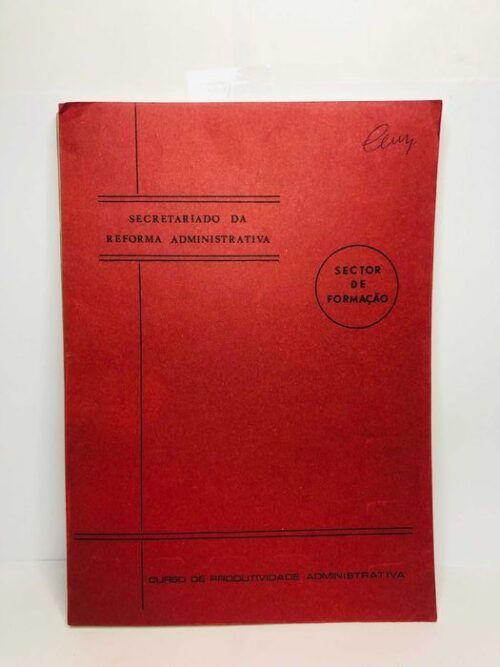 SECRETARIADO DA
REFORMA ADMINISTRATIVA
SECTOR
DE
FORMAÇÃO
CURSO DE PRODUTIVIDADE ADMINISTRATIVA